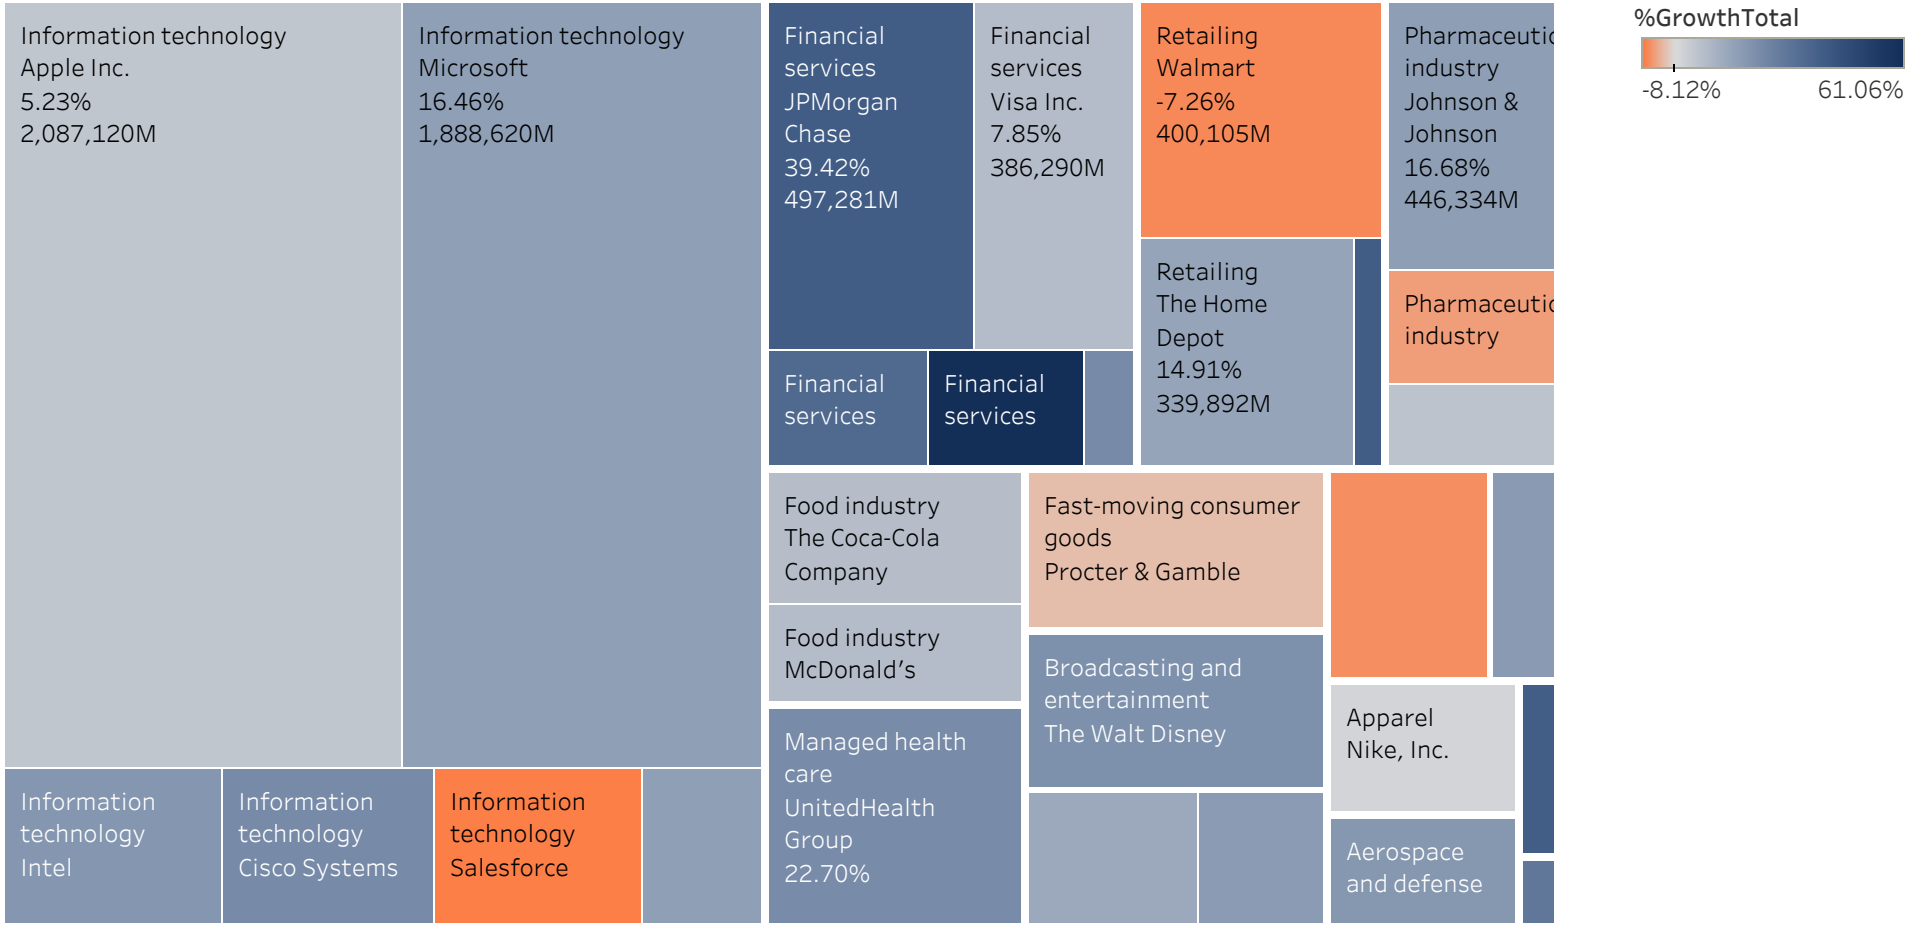 Information technology
Apple Inc.
5.23%
2,087,120M
Information technology
Microsoft
16.46%
1,888,620M
Information
technology
Intel
Information
technology
Cisco Systems
Information
technology
Salesforce
Financial
services
JPMorgan
Chase
39.42%
497,281M
Financial
services
Visa Inc.
7.85%
386,290M
Financial
services
Financial
services
Retailing
Walmart
-7.26%
400,105M
Retailing
The Home
Depot
14.91%
339,892M
Pharmaceutic
industry
Johnson &
Johnson
16.68%
446,334M
Pharmaceutic
industry
Food industry
The Coca-Cola
Company
Food industry
McDonald's
Managed health
care
UnitedHealth
Group
22.70%
Fast-moving consumer
goods
Procter & Gamble
Broadcasting and
entertainment
The Walt Disney
Apparel
Nike, Inc.
Aerospace
and defense
%GrowthTotal
-8.12%
61.06%